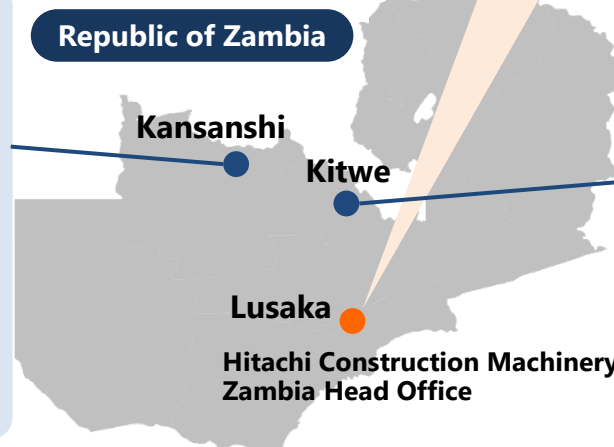 Republic of Zambia
Kansanshi
Kitwe
Lusaka
Hitachi Construction Machinery
Zambia Head Office